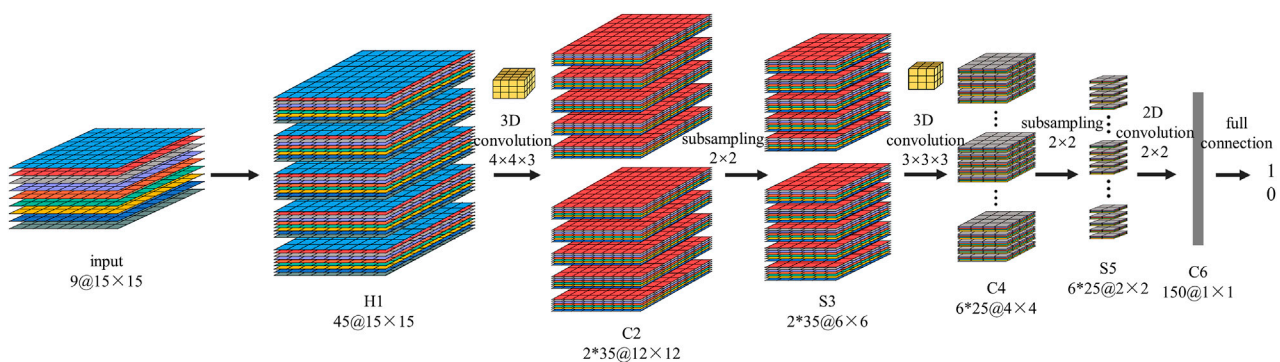 input
9@15×15
H1
45@15×15
3D
convolution
4×4×3
C2
2*35@12×12
subsampling
2×2
S3
2*35@6×6
3D
convolution
3×3×3
C4
6*25@4×4
subsampling
2×2
S5
6*25@2×2
2D
convolution
2×2
C6
150@1×1
full
connection
1
0